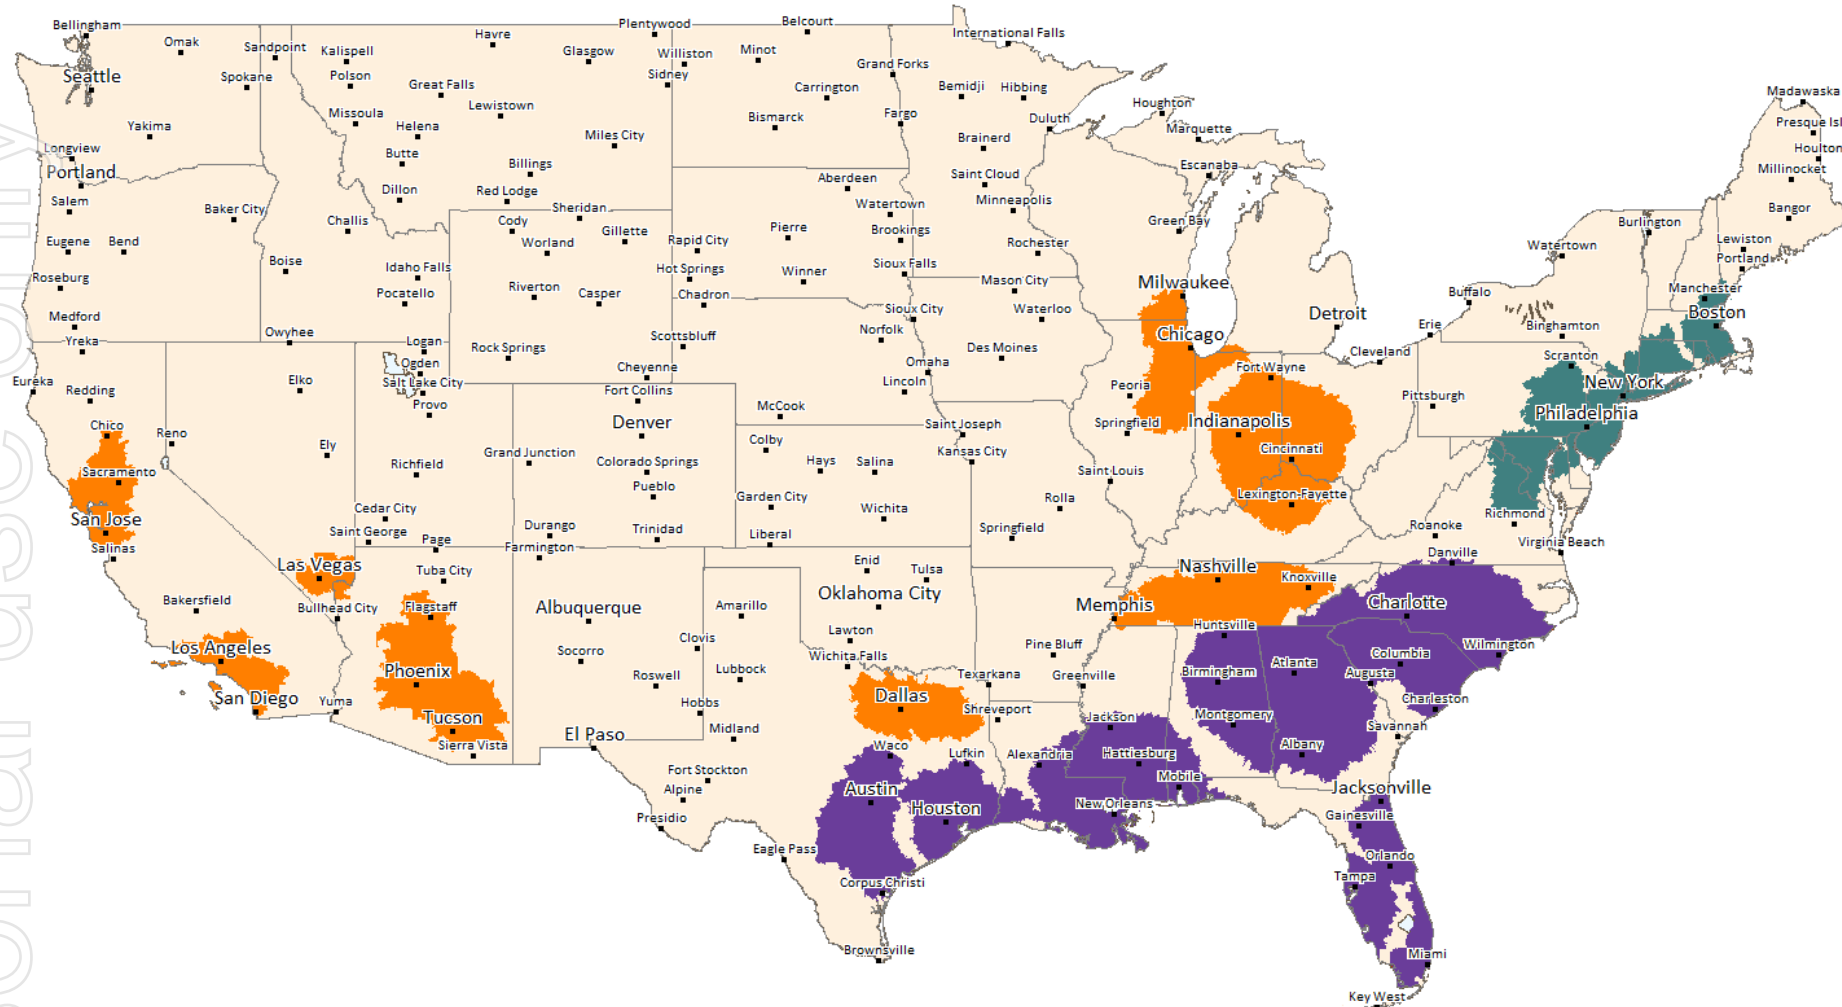 Bellingham
Omak
Sandpoint
Kalispell
Havre
Plentywood
Belcourt
International Falls
Glasgow
Williston
Minot
Seattle
Spokane
Polson
Great Falls
Sidney
Grand Forks
Carrington
Bemidji
Hibbing
Madawaska
Yakima
Missoula
Lewistown
Helena
Miles City
Bismarck
Fargo
Duluth
Houghton
Presque Isl
Longview
Butte
Brainerd
Marquette
Houlton
Portland
Billings
Escanaba
Millinocket
Salem
Dillon
Red Lodge
Aberdeen
Saint Cloud
Baker City
Challis
Cody
Sheridan
Watertown
Minneapolis
Green Bay
Burlington
Bangor
Eugene
Bend
Worland
Gillette
Rapid City
Pierre
Brookings
Rochester
Watertown
Lewiston
Portland
Roseburg
Boise
Idaho Falls
Hot Springs
Winner
Sioux Falls
Mason City
Milwaukee
Buffalo
Manchester
Pocatello
Riverton
Casper
Chadron
Medford
Sioux City
Waterloo
Detroit
Boston
Yreka
Owyhee
Logan
Rock Springs
Scottsbluff
Norfolk
Chicago
Erie
Binghamton
Ogden
Des Moines
Cleveland
Scranton
Eureka
Redding
Elko
Salt Lake City
Cheyenne
Omaha
Fort Wayne
Provo
Fort Collins
Lincoln
Peoria
Pittsburgh
New York
McCook
Chico
Reno
Denver
Saint Joseph
Springfield
Indianapolis
Philadelphia
Ely
Grand Junction
Colby
Kansas City
Cincinnati
Sacramento
Richfield
Colorado Springs
Hays
Salina
Saint Louis
Pueblo
Garden City
Rolla
Lexington-Fayette
San Jose
Cedar City
Wichita
Richmond
Saint George
Durango
Trinidad
Liberal
Springfield
Roanoke
Salinas
Page
Farmington
Virginia Beach
Las Vegas
Tuba City
Enid
Tulsa
Nashville
Danville
Knoxville
Bakersfield
Bullhead City
Flagstaff
Albuquerque
Amarillo
Oklahoma City
Memphis
Charlotte
Los Angeles
Socorro
Clovis
Lawton
Pine Bluff
Huntsville
Wilmington
Wichita Falls
Phoenix
Roswell
Lubbock
Texarkana
Greenville
Birmingham
Atlanta
Columbia
Augusta
San Diego
Yuma
Hobbs
Dallas
Shreveport
Charleston
Tucson
Midland
Jackson
Montgomery
Savannah
Sierra Vista
El Paso
Waco
Lufkin
Alexandria
Hattiesburg
Albany
Fort Stockton
Mobile
Alpine
Austin
Houston
New Orleans
Jacksonville
Presidio
Gainesville
Eagle Pass
Orlando
Corpus Christi
Tampa
Brownsville
Miami
Key West